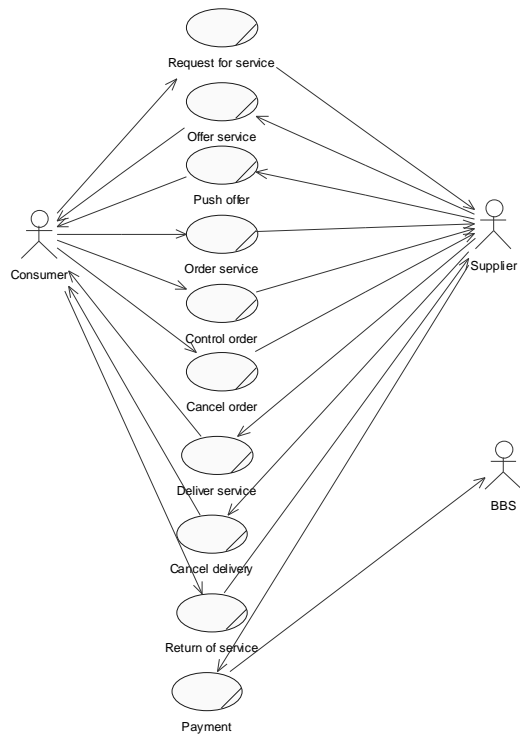 Request for service
Offer service
Push offer
Consumer
Order service
Supplier
Control order
Cancel order
Deliver service
BBS
Cancel delivery
Return of service
Payment